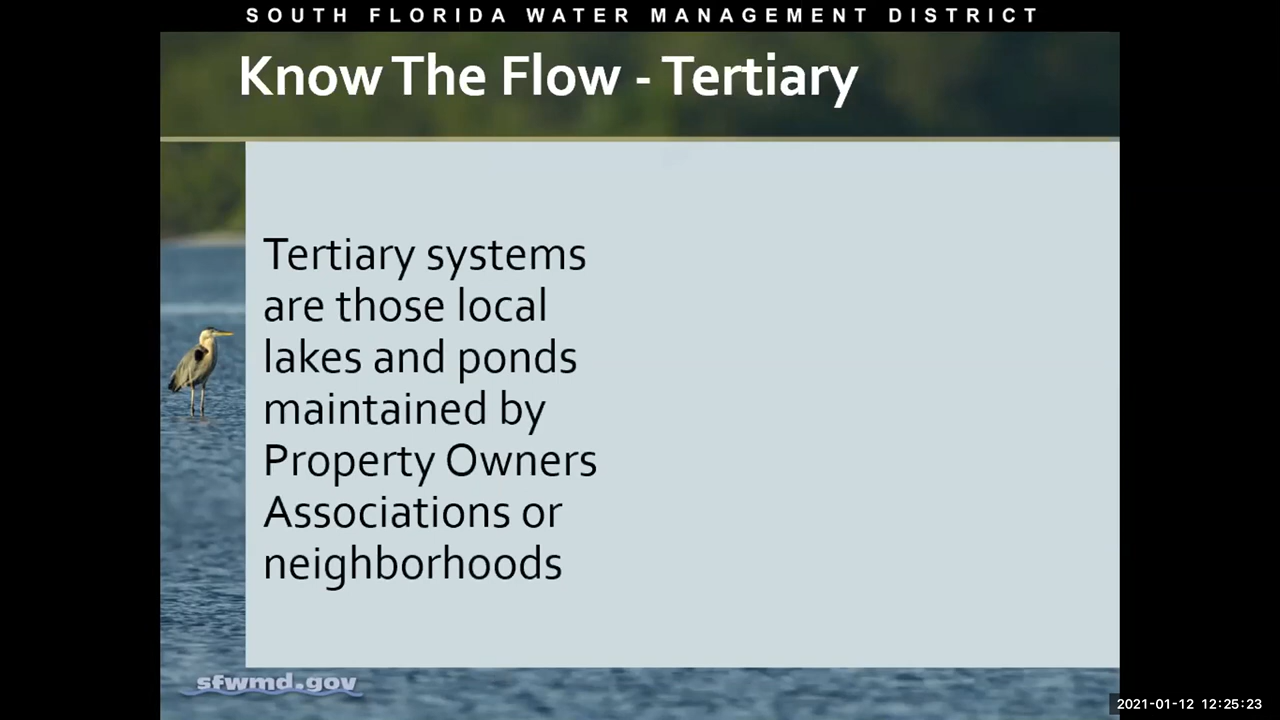 SOUTH FLORIDA WATER MANAGEMENT DISTRICT
Know The Flow - Tertiary
Tertiary systems
are those local
lakes and ponds
maintained by
Property Owners
Associations or
neighborhoods
sfwmd.gov
2021-01-12 12:25:23